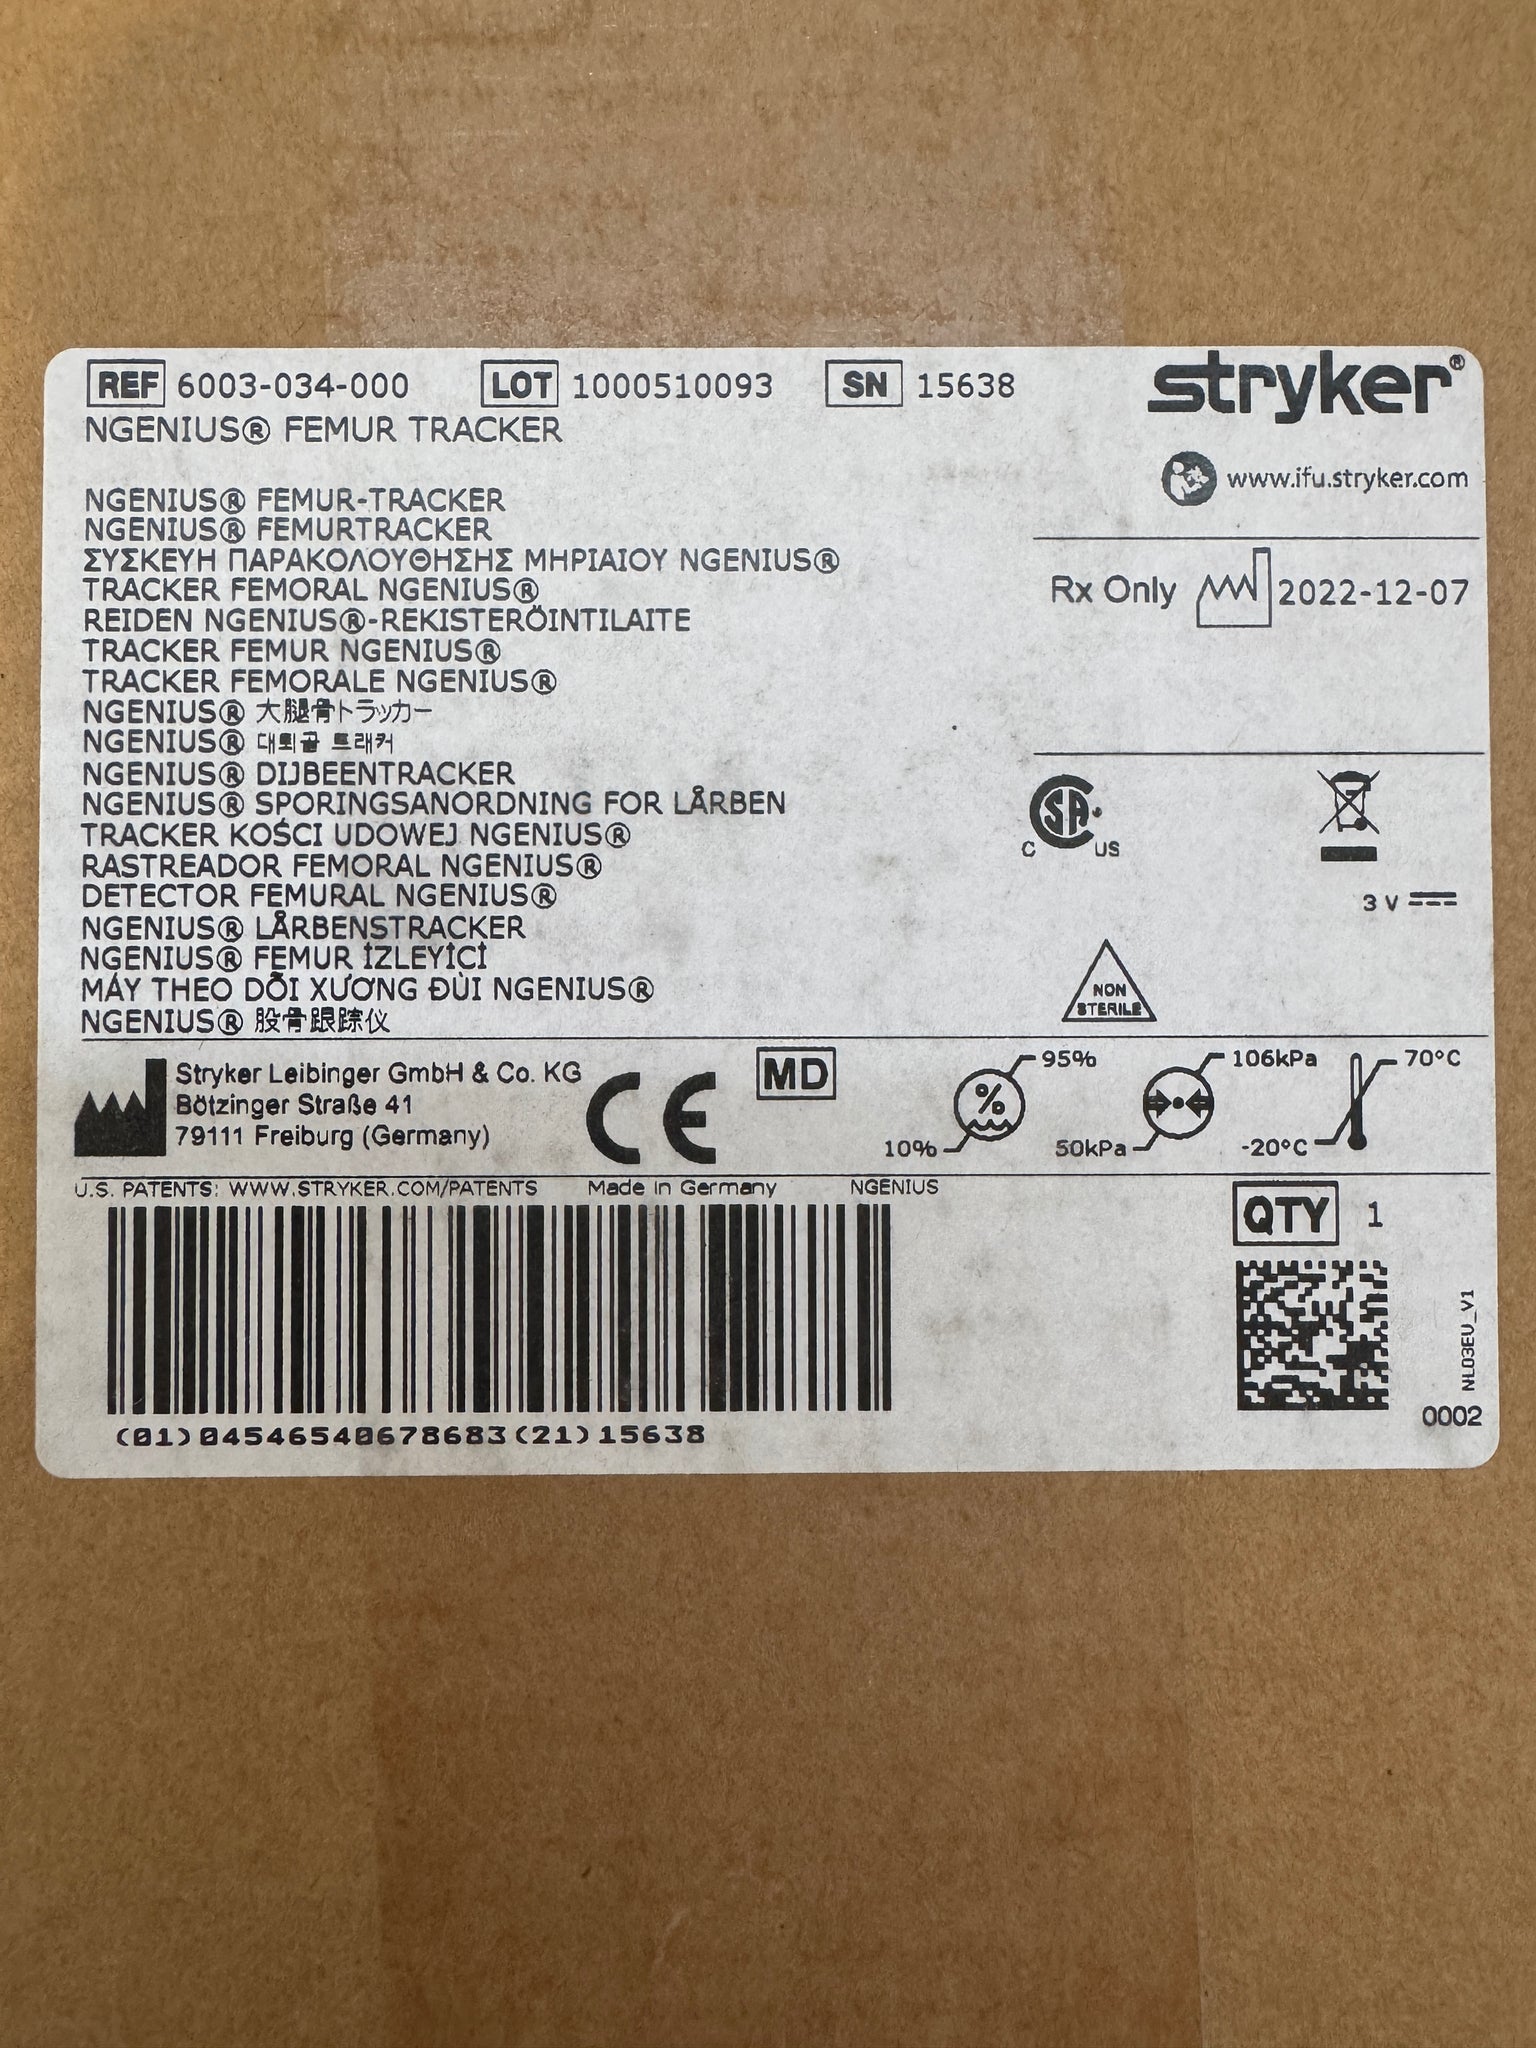 REF 6003-034-000 LOT 1000510093 SN 15638
stryker®
NGENIUS® FEMUR TRACKER
www.ifu.stryker.com
NGENIUS® FEMUR-TRACKER
NGENIUS® FEMURTRACKER
ΣΥΣΚΕΥΗ ΠΑΡΑΚΟΛΟΥΘΗΣΗΣ ΜΗΡΙΑΙΟΥ NGENIUS®
TRACKER FEMORAL NGENIUS®
REIDEN NGENIUS®-REKISTERÖINTILAITE
TRACKER FEMUR NGENIUS®
TRACKER FEMORALE NGENIUS®
NGENIUS® 大腿骨トラッカー
NGENIUS® 대퇴골 트래커
NGENIUS® DIJBEENTRACKER
NGENIUS® SPORINGSANORDNING FOR LÅRBEN
TRACKER KOŚCI UDOWEJ NGENIUS®
RASTREADOR FEMORAL NGENIUS®
DETECTOR FEMURAL NGENIUS®
NGENIUS® LÅRBENSTRACKER
NGENIUS® FEMUR İZLEYİCİ
MÁY THEO DÕI XƯƠNG ĐÙI NGENIUS®
NGENIUS® 股骨跟踪仪
Rx Only 2022-12-07
SA
C US
3 V
NON
STERILE
Stryker Leibinger GmbH & Co. KG
Bötzinger Straße 41
79111 Freiburg (Germany)
CE
MD
% 95%
10%
106kPa
50kPa
70°C
-20°C
U.S. PATENTS: WWW.STRYKER.COM/PATENTS Made in Germany NGENIUS
QTY 1
(01)04546540678683(21)15638
NL03EU_V1
0002